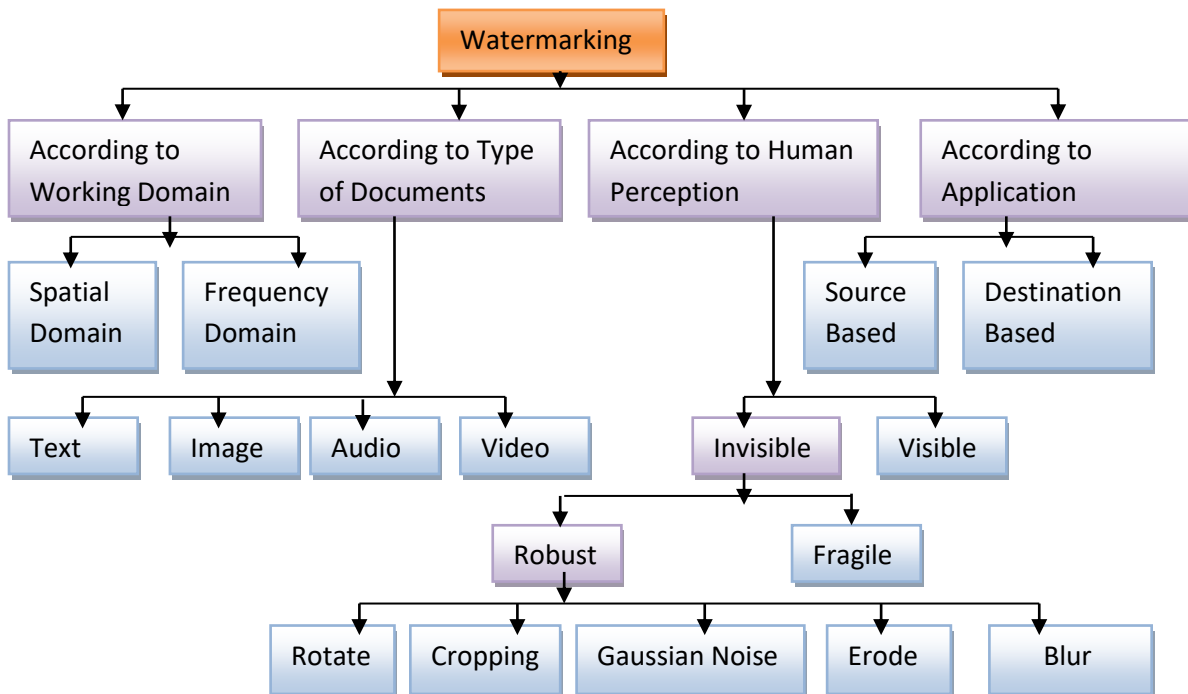 Watermarking
According to
Working Domain
According to Type
of Documents
According to Human
Perception
According to
Application
Spatial
Domain
Frequency
Domain
Source
Based
Destination
Based
Text
Image
Audio
Video
Invisible
Visible
Robust
Fragile
Rotate
Cropping
Gaussian Noise
Erode
Blur